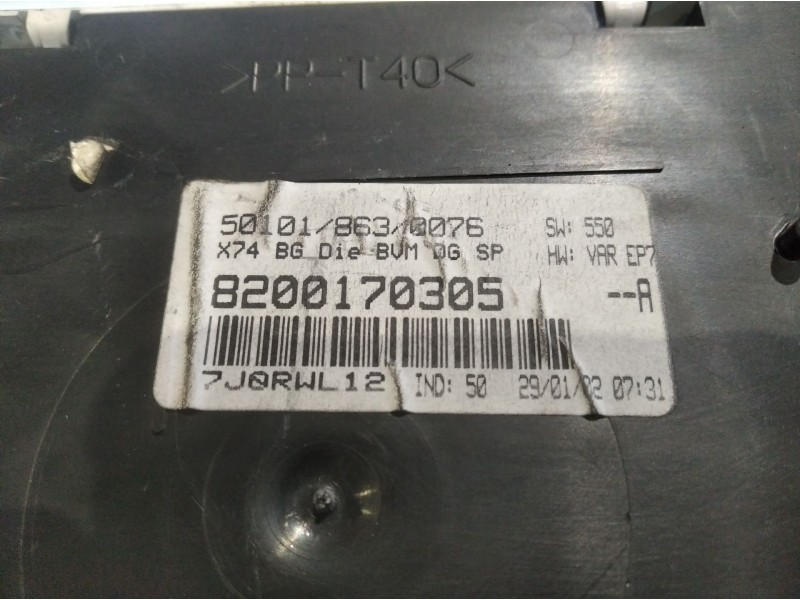 >PP-T40<
50101/863/0076 SW: 550
X74 BG Die BVM DG SP HW: VAR EP7
8200170305 --A
7J0RWL12 IND: 50 29/01/02 07:31